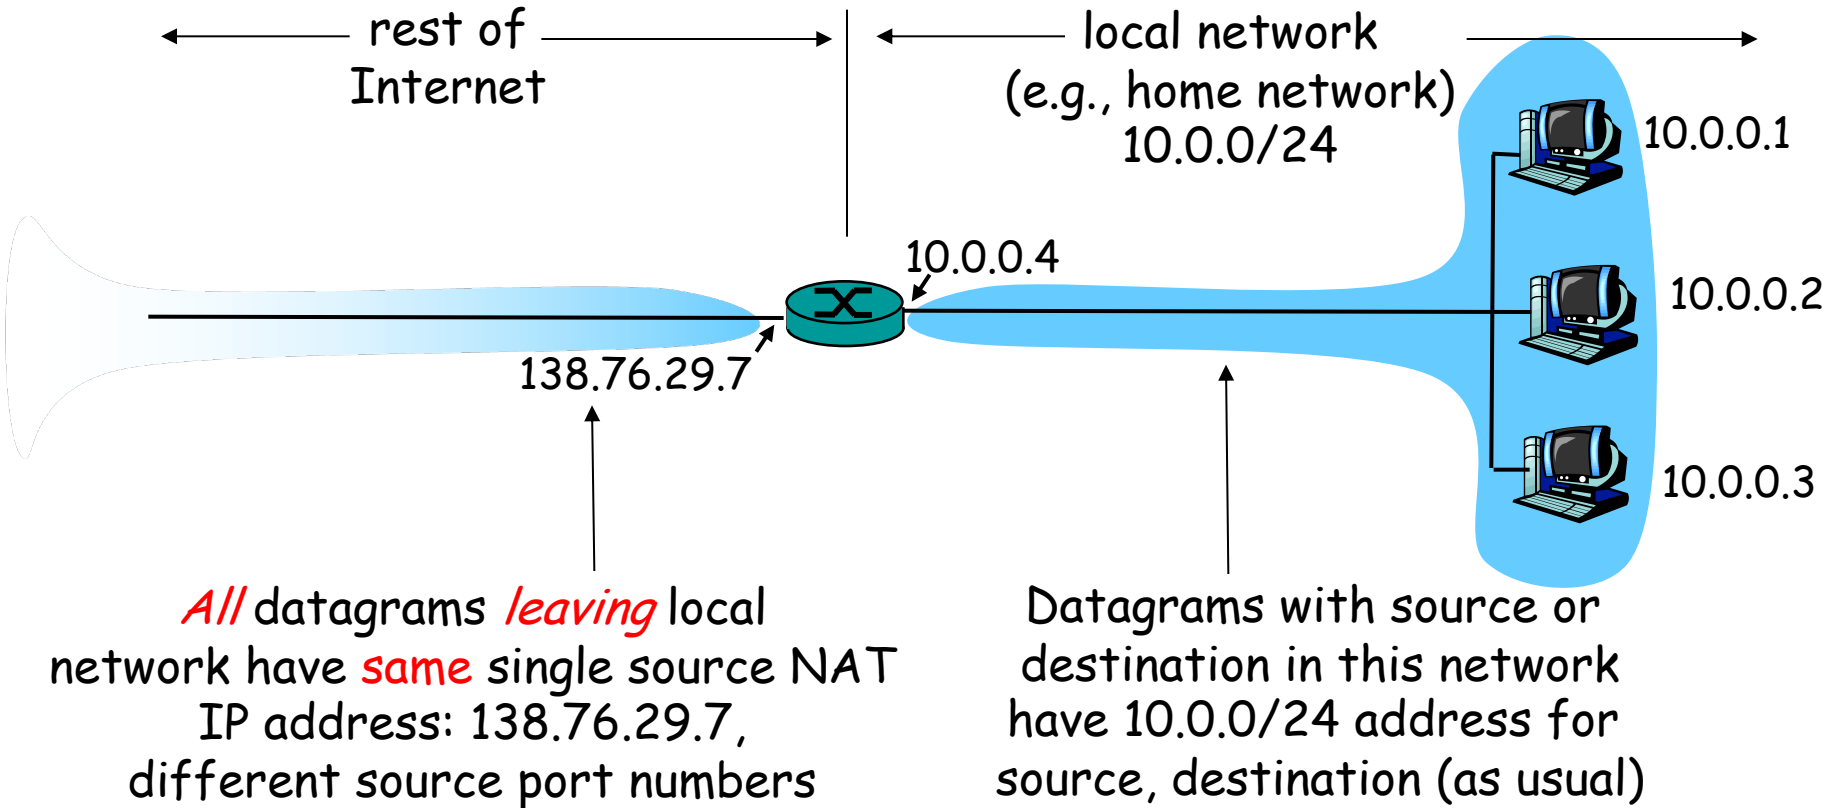 rest of
Internet
local network
(e.g., home network)
10.0.0/24
10.0.0.1
10.0.0.4
10.0.0.2
138.76.29.7
10.0.0.3
All datagrams leaving local
network have same single source NAT
IP address: 138.76.29.7,
different source port numbers
Datagrams with source or
destination in this network
have 10.0.0/24 address for
source, destination (as usual)